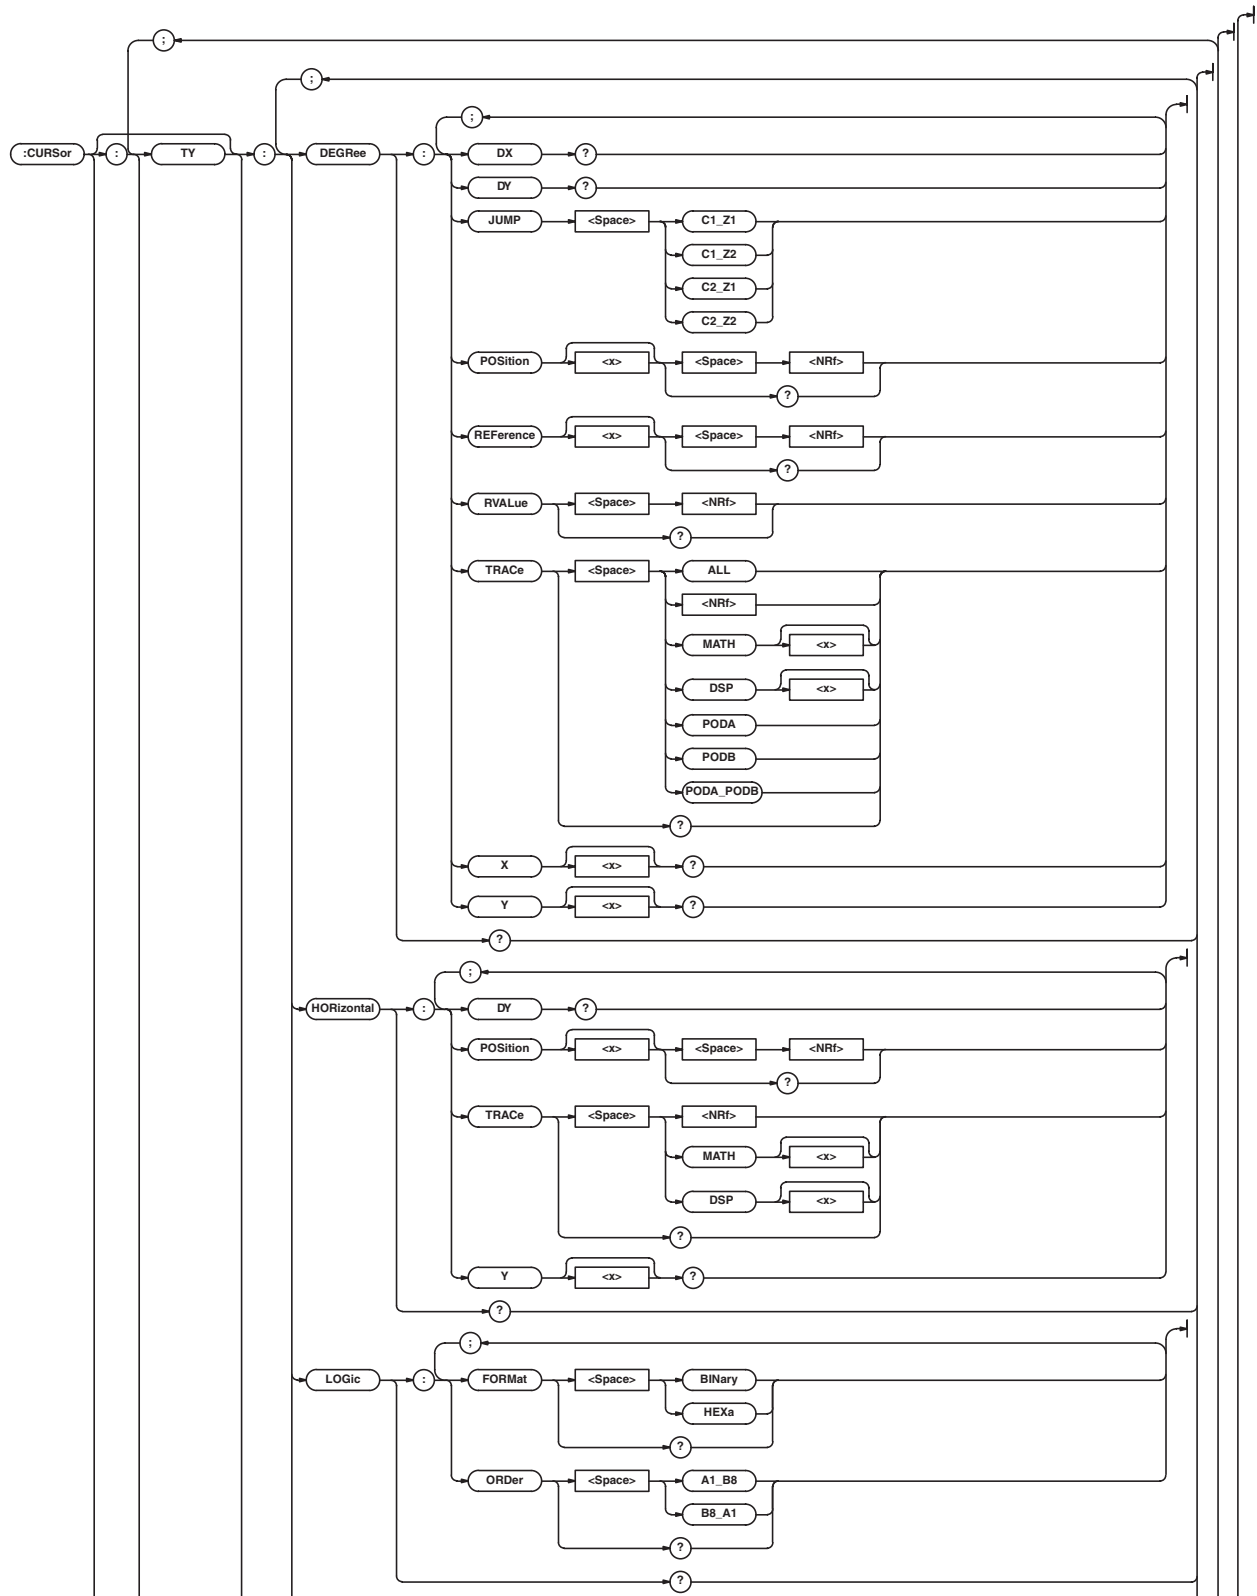 ;
;
;
:CURSor : TY : DEGRee : DX ?
DY ?
JUMP <Space> C1_Z1
C1_Z2
C2_Z1
C2_Z2
POSition <x> <Space> <NRf>
?
REFerence <x> <Space> <NRf>
?
RVALue <Space> <NRf>
?
TRACe <Space> ALL
<NRf>
MATH <x>
DSP <x>
PODA
PODB
PODA_PODB
?
X <x> ?
Y <x> ?
?
;
HORizontal : DY ?
POSition <x> <Space> <NRf>
?
TRACe <Space> <NRf>
MATH <x>
DSP <x>
?
Y <x> ?
?
;
LOGic : FORMat <Space> BINary
HEXa
?
ORDer <Space> A1_B8
B8_A1
?
?